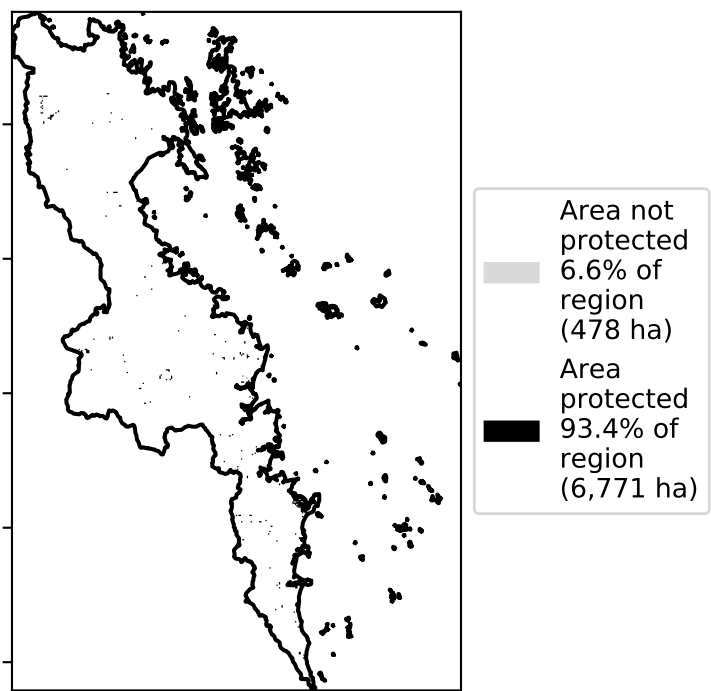 Area not
protected
6.6% of
region
(478 ha)
Area
protected
93.4% of
region
(6,771 ha)